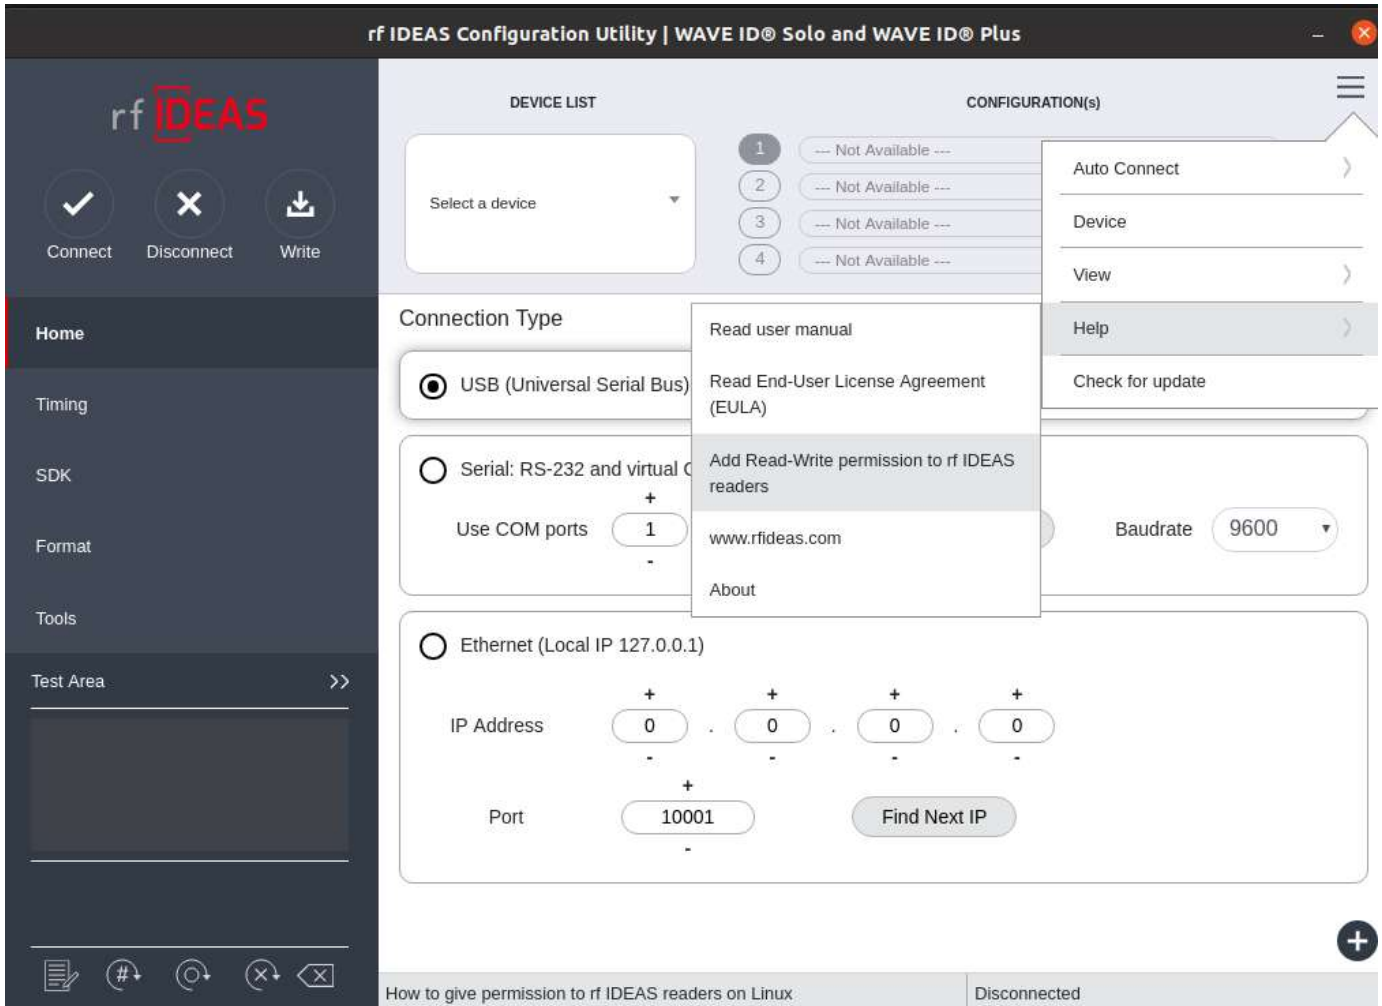 rf IDEAS Configuration Utility | WAVE ID® Solo and WAVE ID® Plus
rf IDEAS
Connect
Disconnect
Write
Home
Timing
SDK
Format
Tools
Test Area >>
DEVICE LIST
Select a device
CONFIGURATION(s)
1 --- Not Available ---
2 --- Not Available ---
3 --- Not Available ---
4 --- Not Available ---
Auto Connect
Device
View
Help
Check for update
Read user manual
Read End-User License Agreement
(EULA)
Add Read-Write permission to rf IDEAS
readers
www.rfideas.com
About
Connection Type
USB (Universal Serial Bus)
Serial: RS-232 and virtual
+
Use COM ports 1
-
Baudrate 9600
Ethernet (Local IP 127.0.0.1)
+ + + +
IP Address 0 . 0 . 0 . 0
- - - -
+
Port 10001 Find Next IP
-
+
#
How to give permission to rf IDEAS readers on Linux
Disconnected